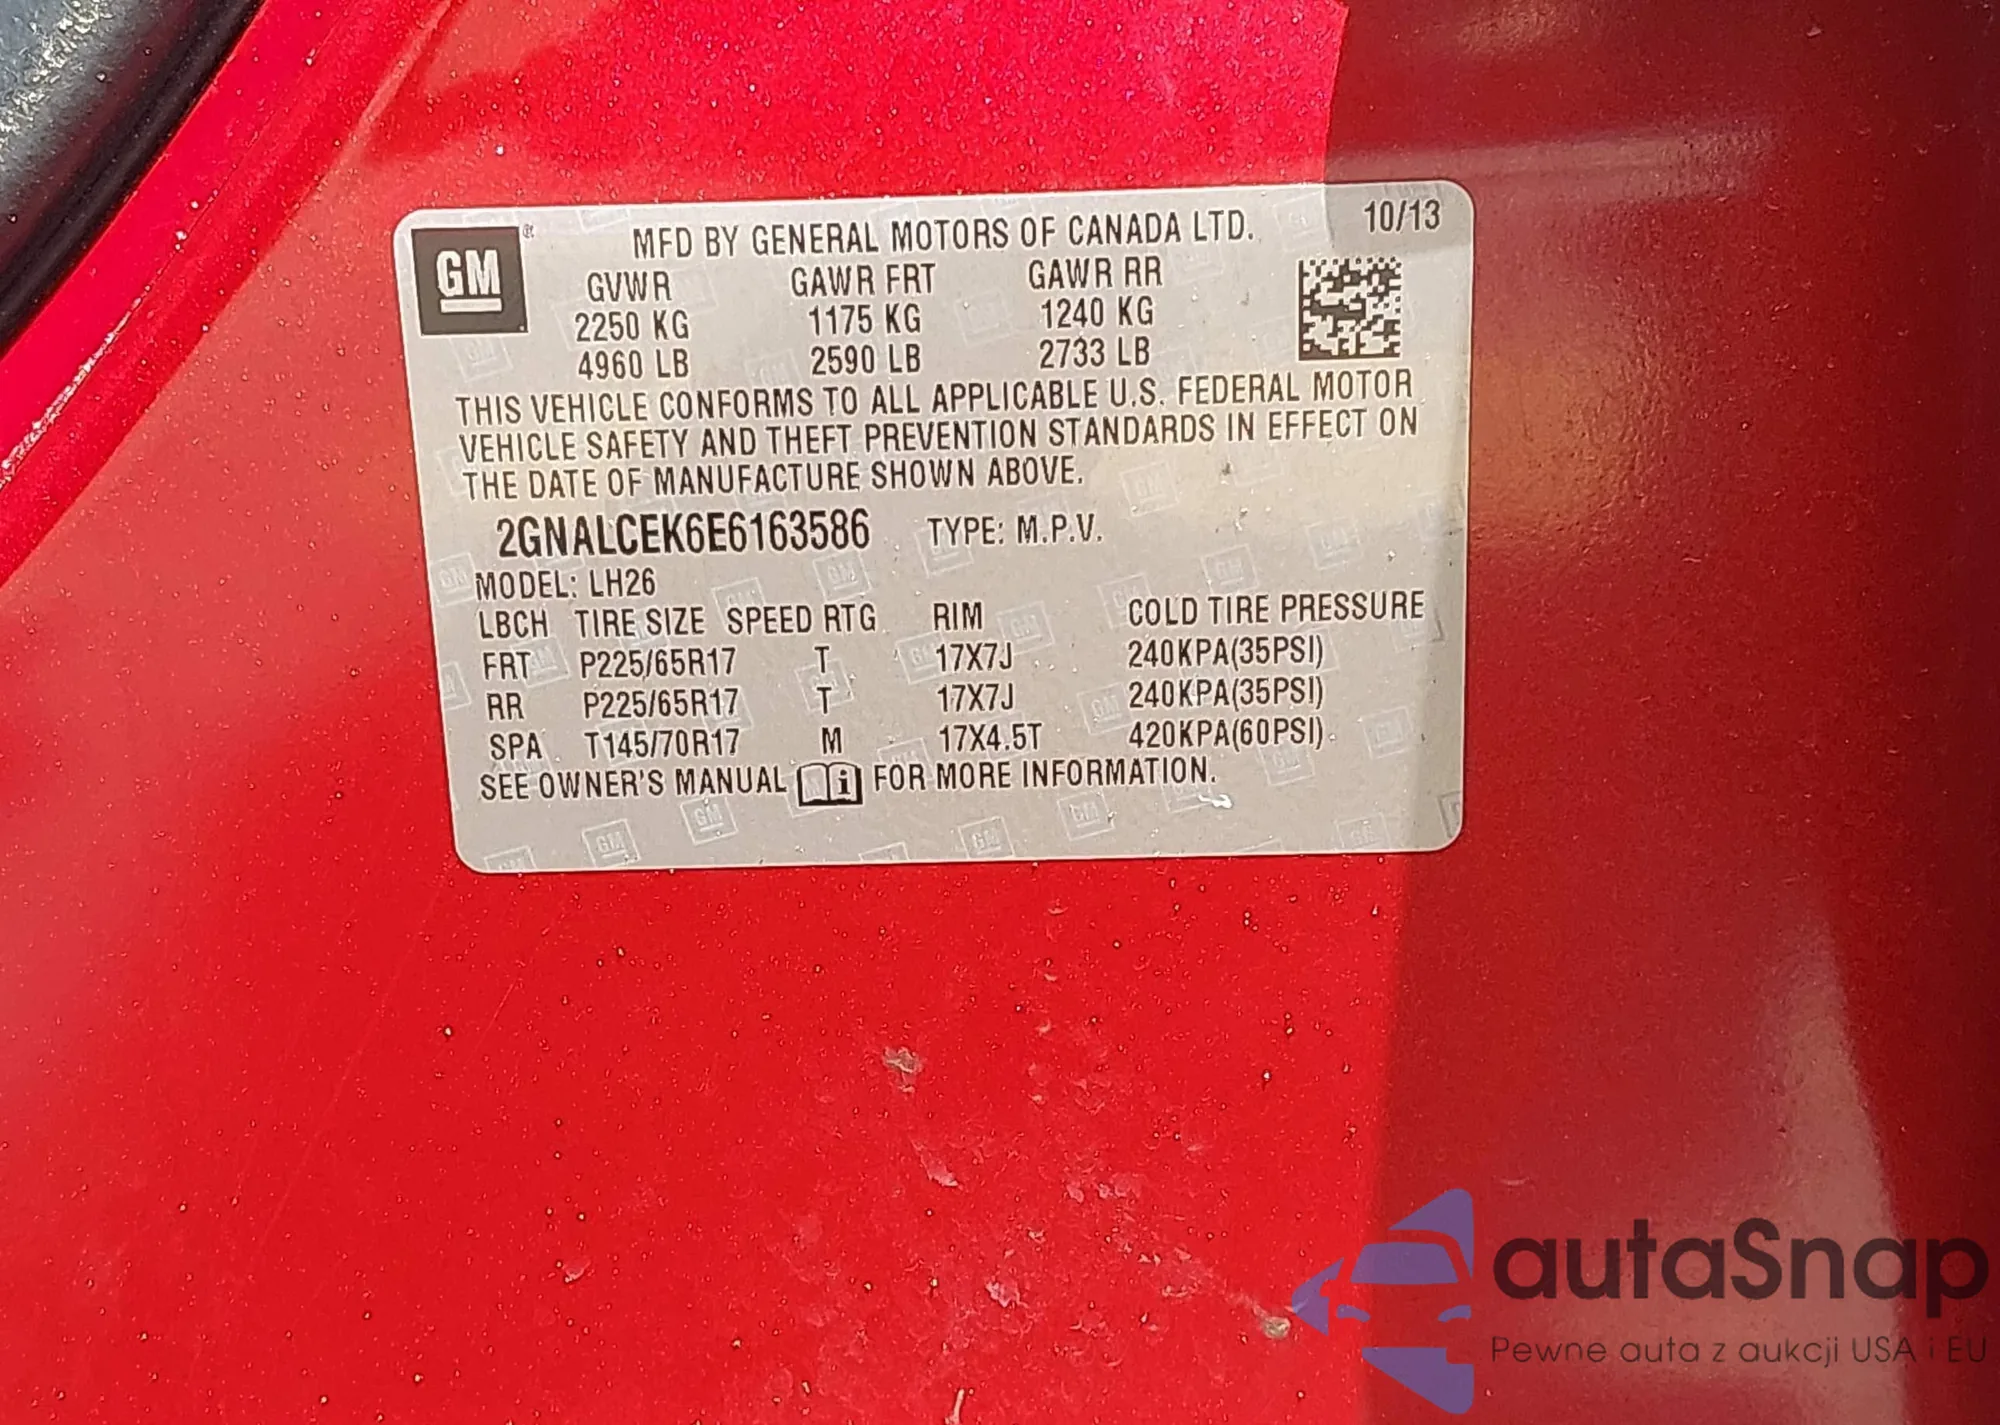 GM
MFD BY GENERAL MOTORS OF CANADA LTD. 10/13
GVWR GAWR FRT GAWR RR
2250 KG 1175 KG 1240 KG
4960 LB 2590 LB 2733 LB
THIS VEHICLE CONFORMS TO ALL APPLICABLE U.S. FEDERAL MOTOR
VEHICLE SAFETY AND THEFT PREVENTION STANDARDS IN EFFECT ON
THE DATE OF MANUFACTURE SHOWN ABOVE.
2GNALCEK6E6163586 TYPE: M.P.V.
MODEL: LH26
LBCH TIRE SIZE SPEED RTG RIM COLD TIRE PRESSURE
FRT P225/65R17 T 17X7J 240KPA(35PSI)
RR P225/65R17 T 17X7J 240KPA(35PSI)
SPA T145/70R17 M 17X4.5T 420KPA(60PSI)
SEE OWNER'S MANUAL i FOR MORE INFORMATION.
autaSnap
Pewne auta z aukcji USA i EU